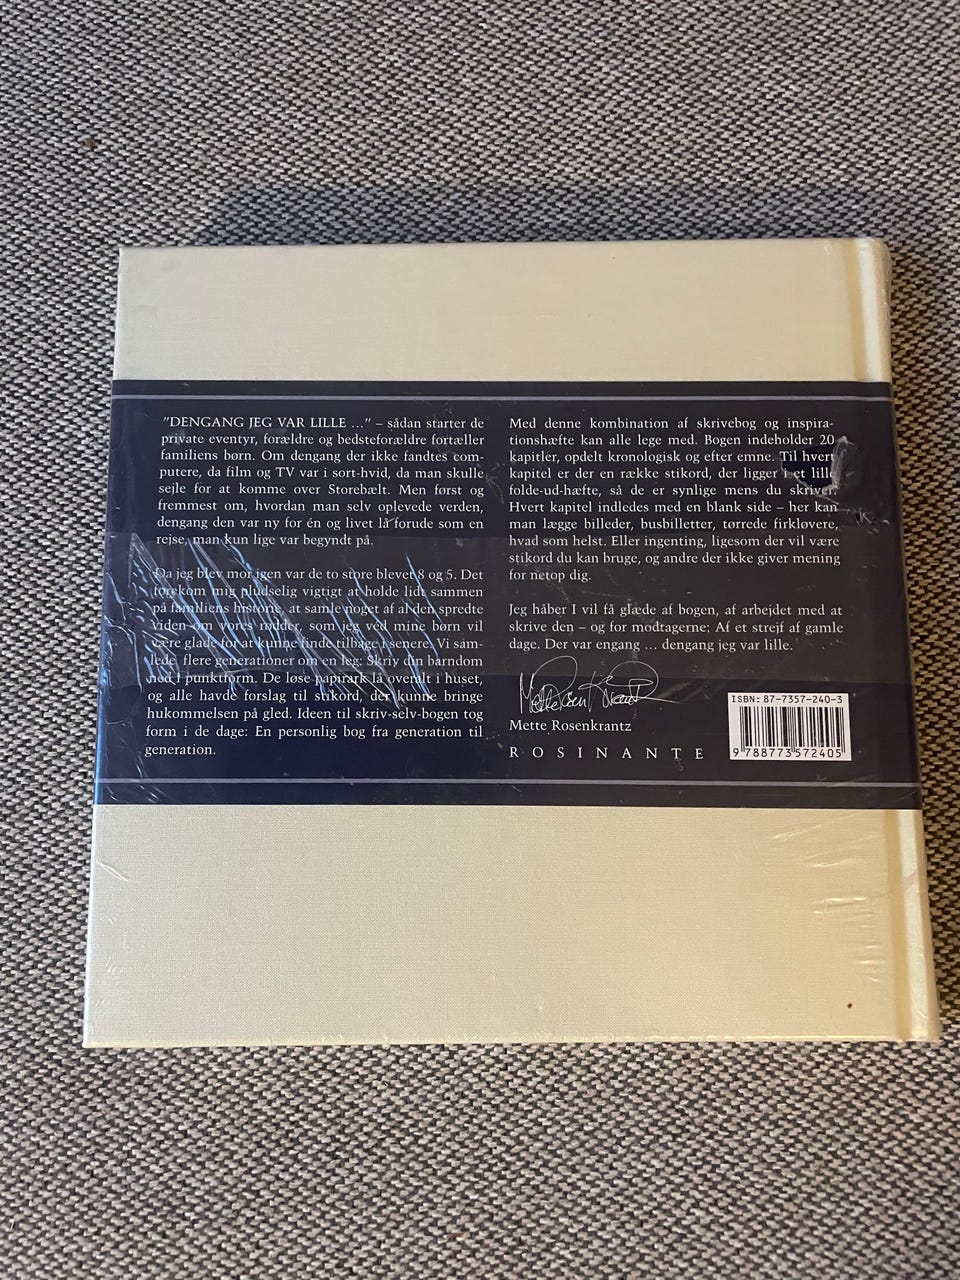 "DENGANG JEG VAR LILLE ..." – sådan starter de
private eventyr, forældre og bedsteforældre fortæller
familiens børn. Om dengang der ikke fandtes com-
putere, da film og TV var i sort-hvid, da man skulle
sejle for at komme over Storebælt. Men først og
fremmest om, hvordan man selv oplevede verden,
dengang den var ny for én og livet lå forude som en
rejse, man kun lige var begyndt på.
Da jeg blev mor igen var de to store blevet 8 og 5. Det
forekom mig pludselig vigtigt at holde lidt sammen
på familiens historie, at samle noget af al den spredte
viden om vores rødder, som jeg ved mine børn vil
være glade for at kunne finde tilbage i senere. Vi sam-
lede flere generationer om en leg: Skriv din barndom
ned i punktform. De løse papirark lå overalt i huset,
og alle havde forslag til stikord, der kunne bringe
hukommelsen på gled. Ideen til skriv-selv-bogen tog
form i de dage: En personlig bog fra generation til
generation.
Med denne kombination af skrivebog og inspira-
tionshæfte kan alle lege med. Bogen indeholder 20
kapitler, opdelt kronologisk og efter emne. Til hvert
kapitel er der en række stikord, der ligger i et lille
folde-ud-hæfte, så de er synlige mens du skriver.
Hvert kapitel indledes med en blank side – her kan
man lægge billeder, busbilletter, tørrede firkløvere,
hvad som helst. Eller ingenting, ligesom der vil være
stikord du kan bruge, og andre der ikke giver mening
for netop dig.
Jeg håber I vil få glæde af bogen, af arbejdet med at
skrive den – og for modtagerne: Af et strejf af gamle
dage. Der var engang ... dengang jeg var lille.
Mette Rosenkrantz
Mette Rosenkrantz
ROSINANTE
ISBN: 87-7357-240-3
9 788773 572405